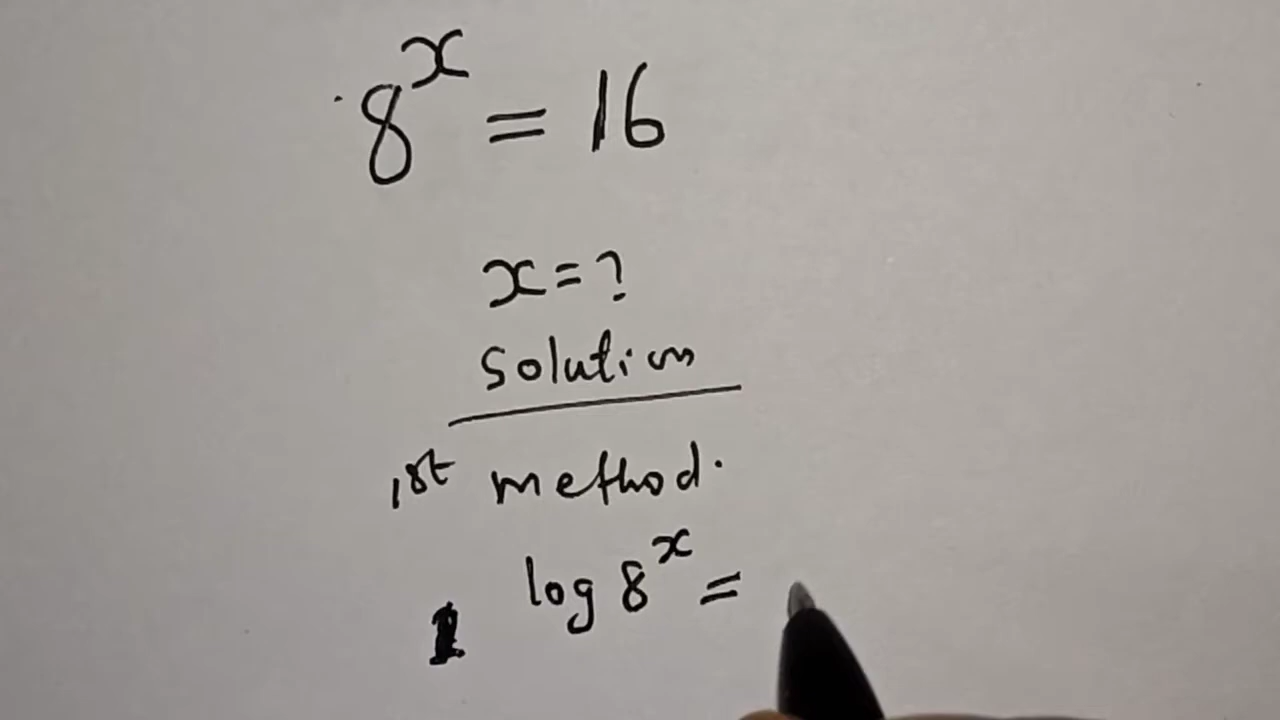 8^x = 16
x = ?
Solution
1st method.
log 8^x =